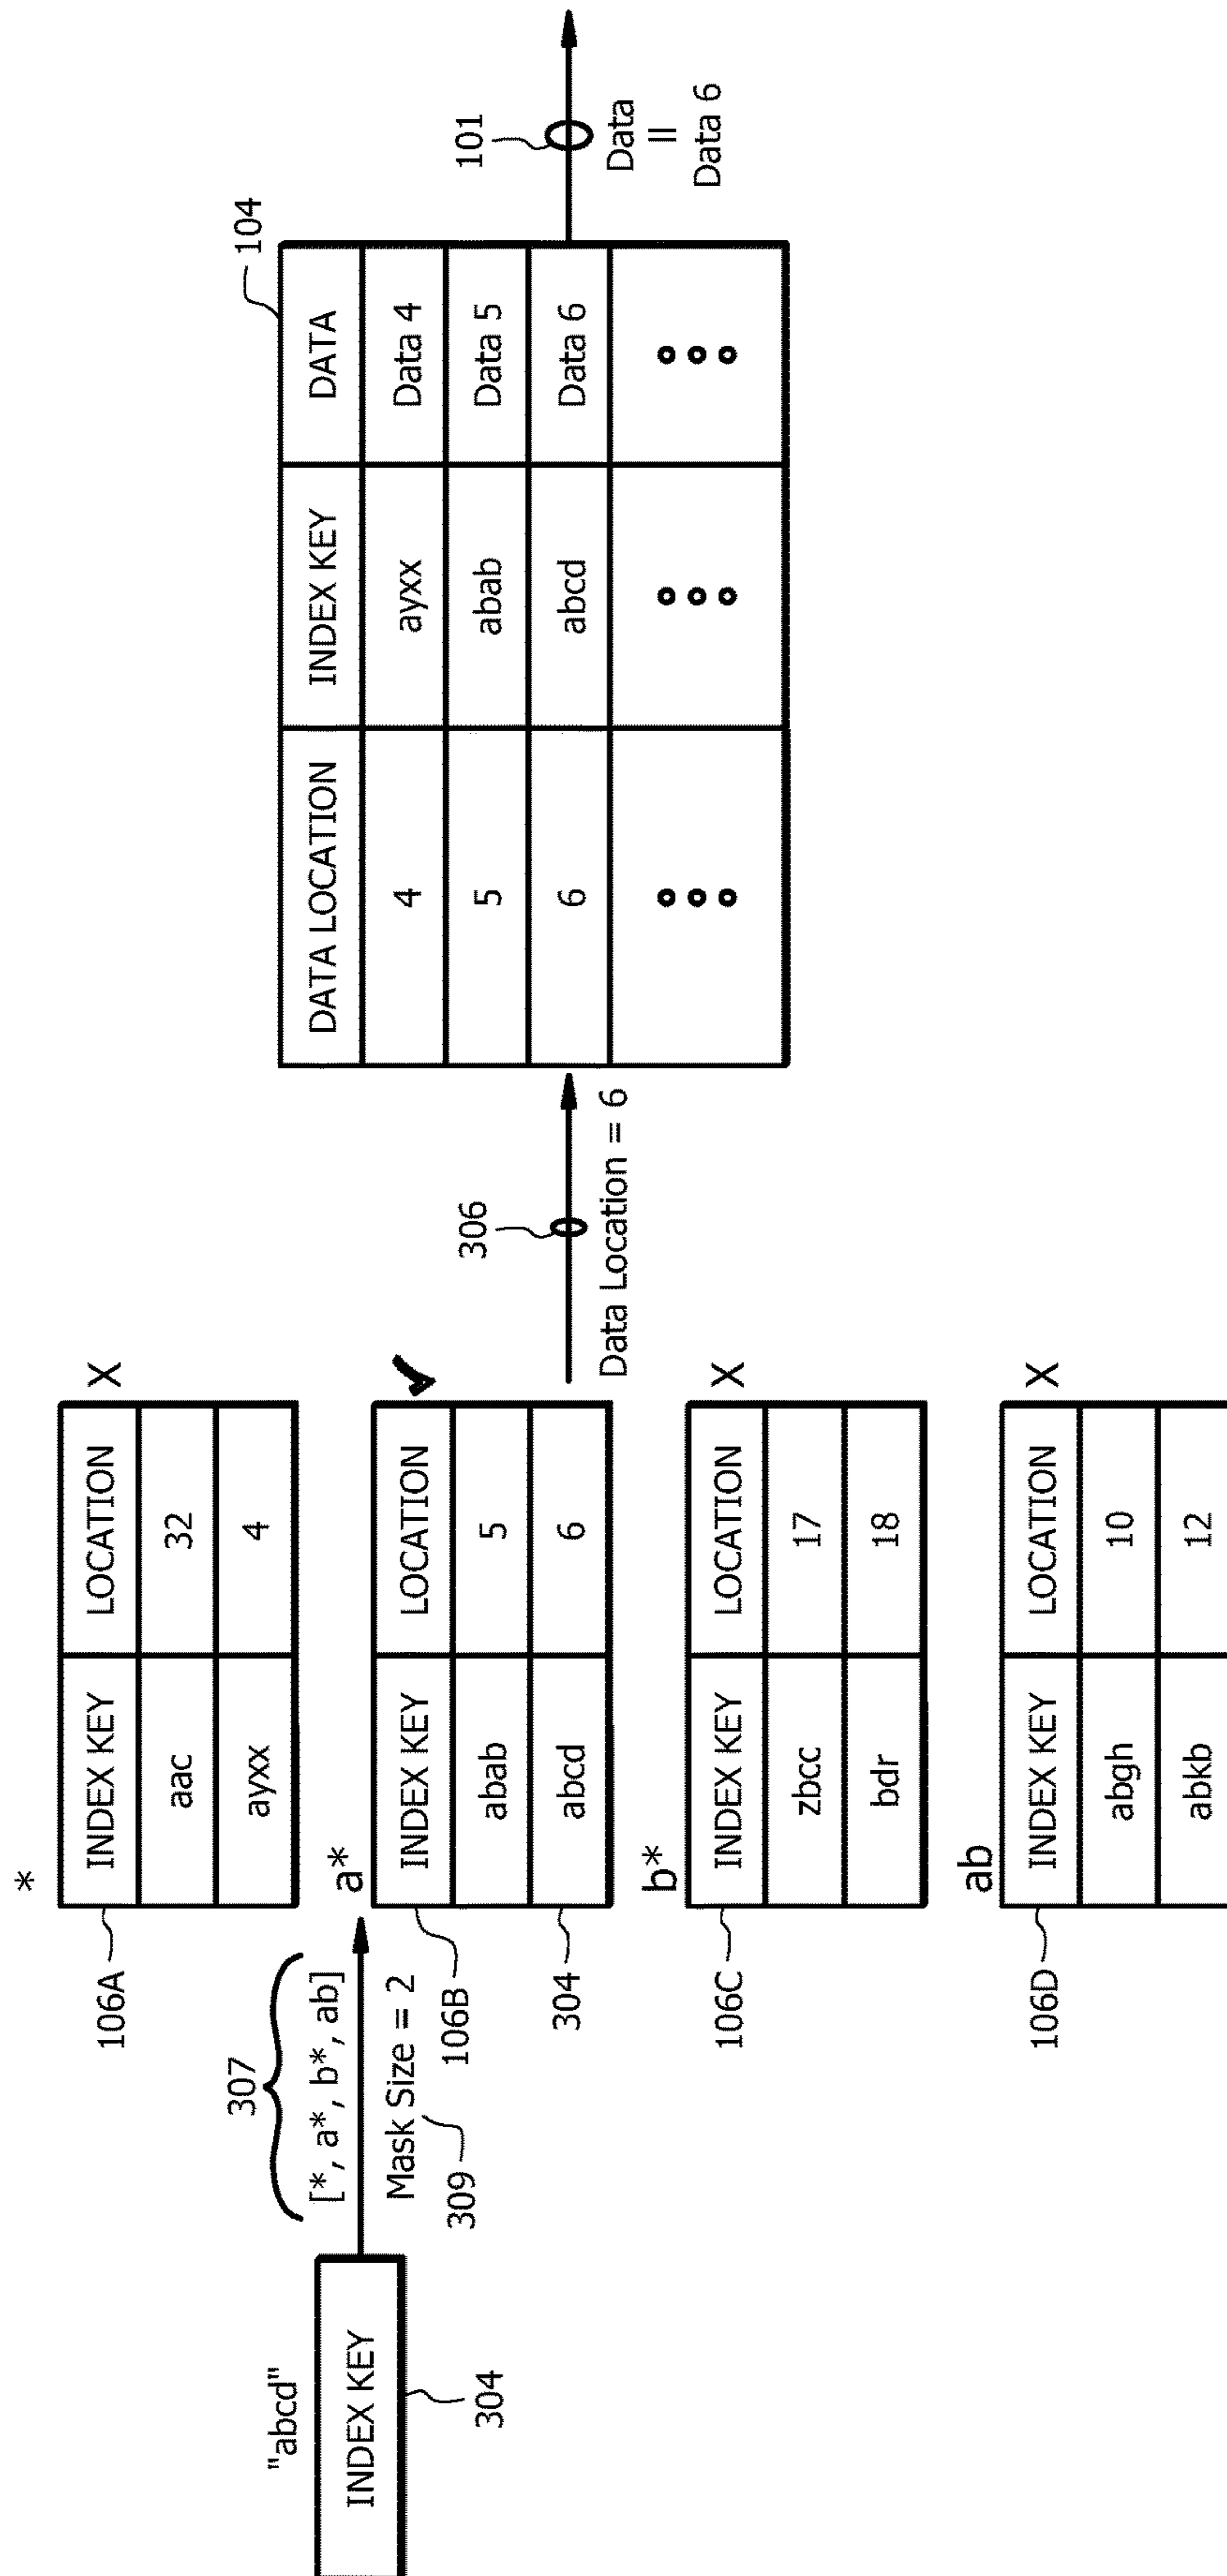 "abcd"
INDEX KEY
304
307
[*, a*, b*, ab]
Mask Size = 2
309
*
106A
INDEX KEY LOCATION X
aac 32
ayxx 4
a*
106B
INDEX KEY LOCATION ✓
abab 5
304
abcd 6
b*
106C
INDEX KEY LOCATION X
zbcc 17
bdr 18
ab
106D
INDEX KEY LOCATION X
abgh 10
abkb 12
306
Data Location = 6
104
DATA LOCATION INDEX KEY DATA
4 ayxx Data 4
5 abab Data 5
6 abcd Data 6
101
Data
=
Data 6